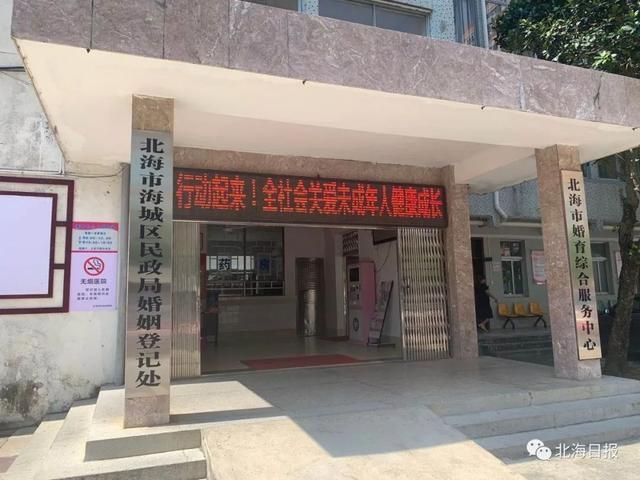 行动起来！全社会关爱未成年人健康成长
北海市海城区民政局婚姻登记处
北海市婚育综合服务中心
药
无烟医院
北海日报